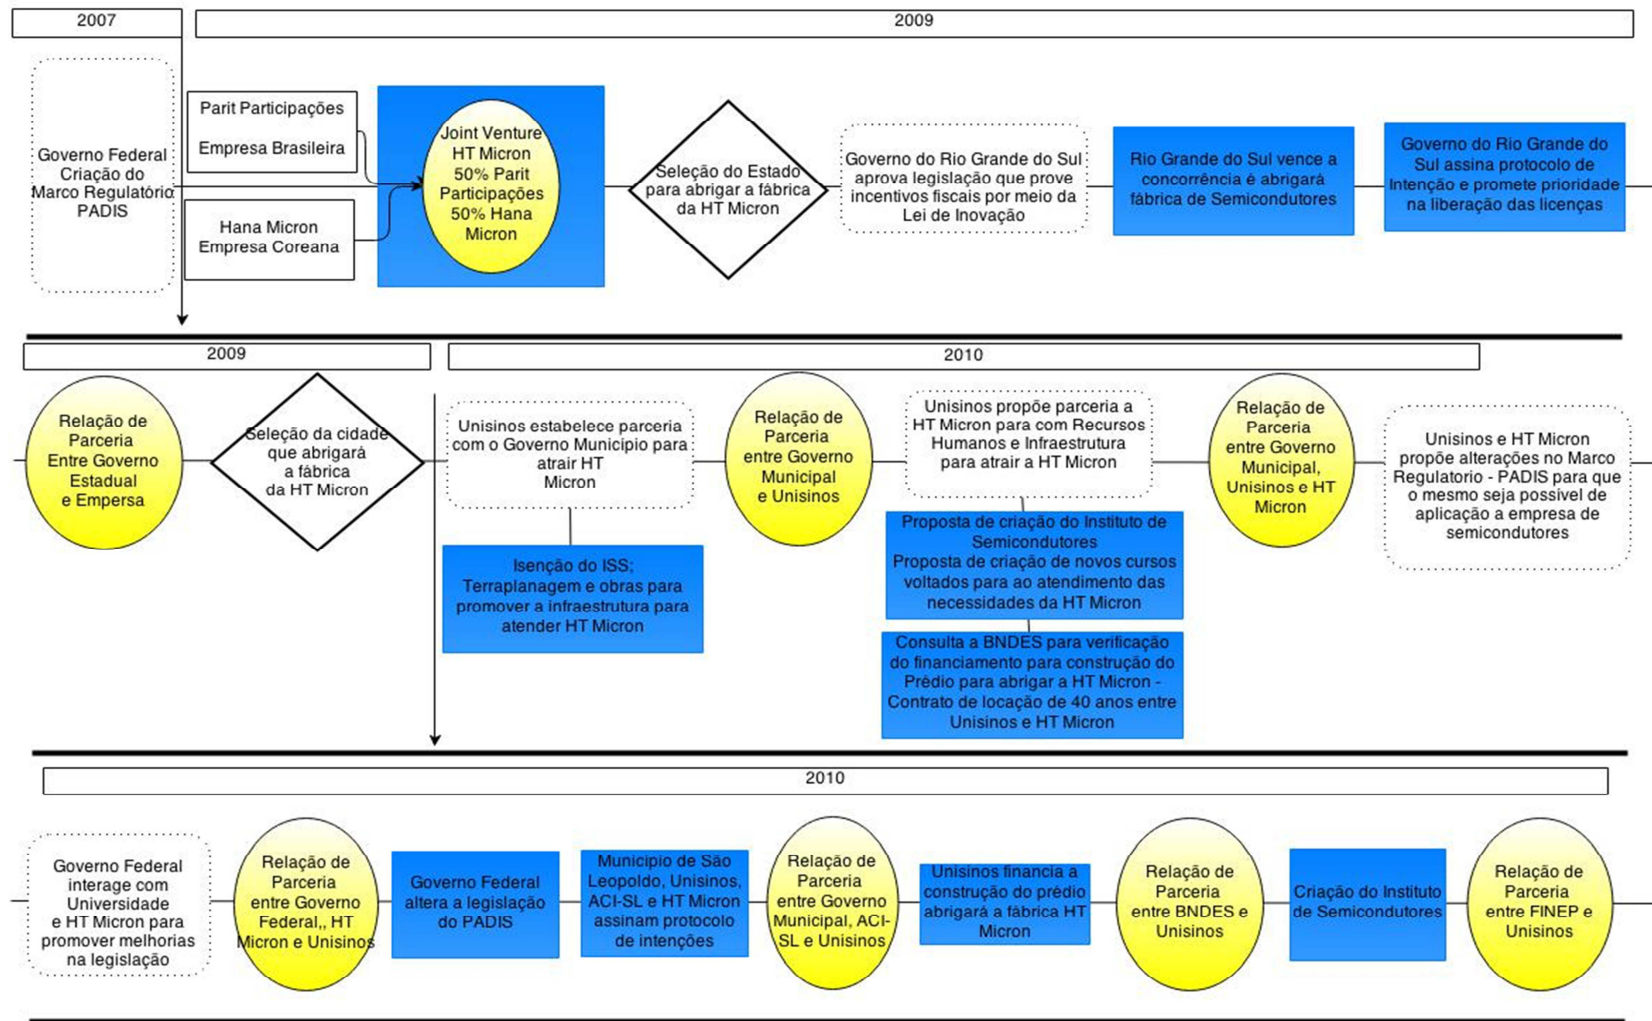 2007
2009
Governo Federal
Criação do
Marco Regulatório
PADIS
Parit Participações
Empresa Brasileira
Hana Micron
Empresa Coreana
Joint Venture
HT Micron
50% Parit
Participações
50% Hana
Micron
Seleção do Estado
para abrigar a fábrica
da HT Micron
Governo do Rio Grande do Sul
aprova legislação que prove
incentivos fiscais por meio da
Lei de Inovação
Rio Grande do Sul vence a
concorrência é abrigará
fábrica de Semicondutores
Governo do Rio Grande do
Sul assina protocolo de
Intenção e promete prioridade
na liberação das licenças
2009
2010
Relação de
Parceria
Entre Governo
Estadual
e Empersa
Seleção da cidade
que abrigará
a fábrica
da HT Micron
Unisinos estabelece parceria
com o Governo Município para
atrair HT
Micron
Isenção do ISS;
Terraplanagem e obras para
promover a infraestrutura para
atender HT Micron
Relação de
Parceria
entre Governo
Municipal
e Unisinos
Unisinos propõe parceria a
HT Micron para com Recursos
Humanos e Infraestrutura
para atrair a HT Micron
Proposta de criação do Instituto de
Semicondutores
Proposta de criação de novos cursos
voltados para ao atendimento das
necessidades da HT Micron
Consulta a BNDES para verificação
do financiamento para construção do
Prédio para abrigar a HT Micron -
Contrato de locação de 40 anos entre
Unisinos e HT Micron
Relação de
Parceria
entre Governo
Municipal,
Unisinos e HT
Micron
Unisinos e HT Micron
propõe alterações no Marco
Regulatorio - PADIS para que
o mesmo seja possível de
aplicação a empresa de
semicondutores
2010
Governo Federal
interage com
Universidade
e HT Micron para
promover melhorias
na legislação
Relação de
Parceria
entre Governo
Federal,, HT
Micron e Unisinos
Governo Federal
altera a legislação
do PADIS
Municipio de São
Leopoldo, Unisinos,
ACI-SL e HT Micron
assinam protocolo
de intenções
Relação de
Parceria
entre Governo
Municipal, ACI-
SL e Unisinos
Unisinos financia a
construção do prédio
abrigará a fábrica HT
Micron
Relação de
Parceria
entre BNDES e
Unisinos
Criação do Instituto
de Semicondutores
Relação de
Parceria
entre FINEP e
Unisinos